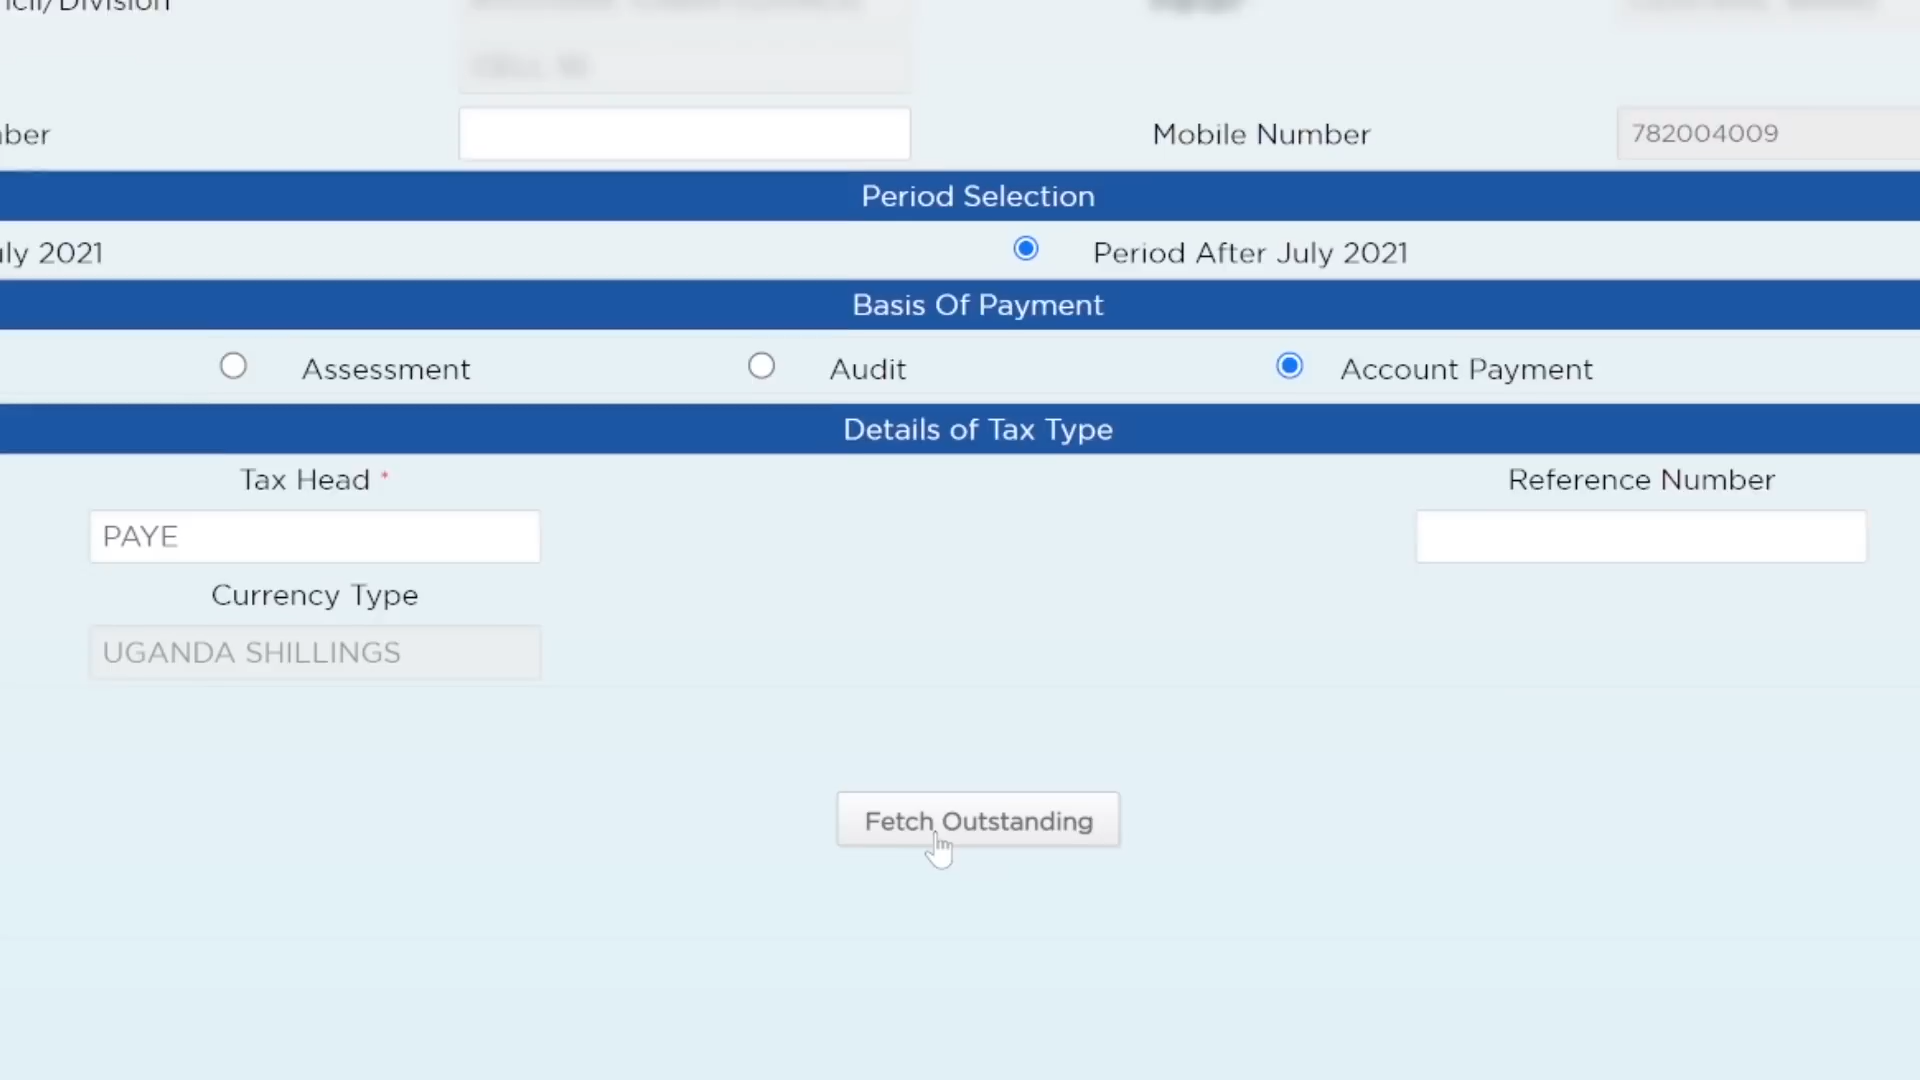 Mobile Number
782004009
Period Selection
2021
Period After July 2021
Basis Of Payment
Assessment
Audit
Account Payment
Details of Tax Type
Tax Head *
Reference Number
PAYE
Currency Type
UGANDA SHILLINGS
Fetch Outstanding